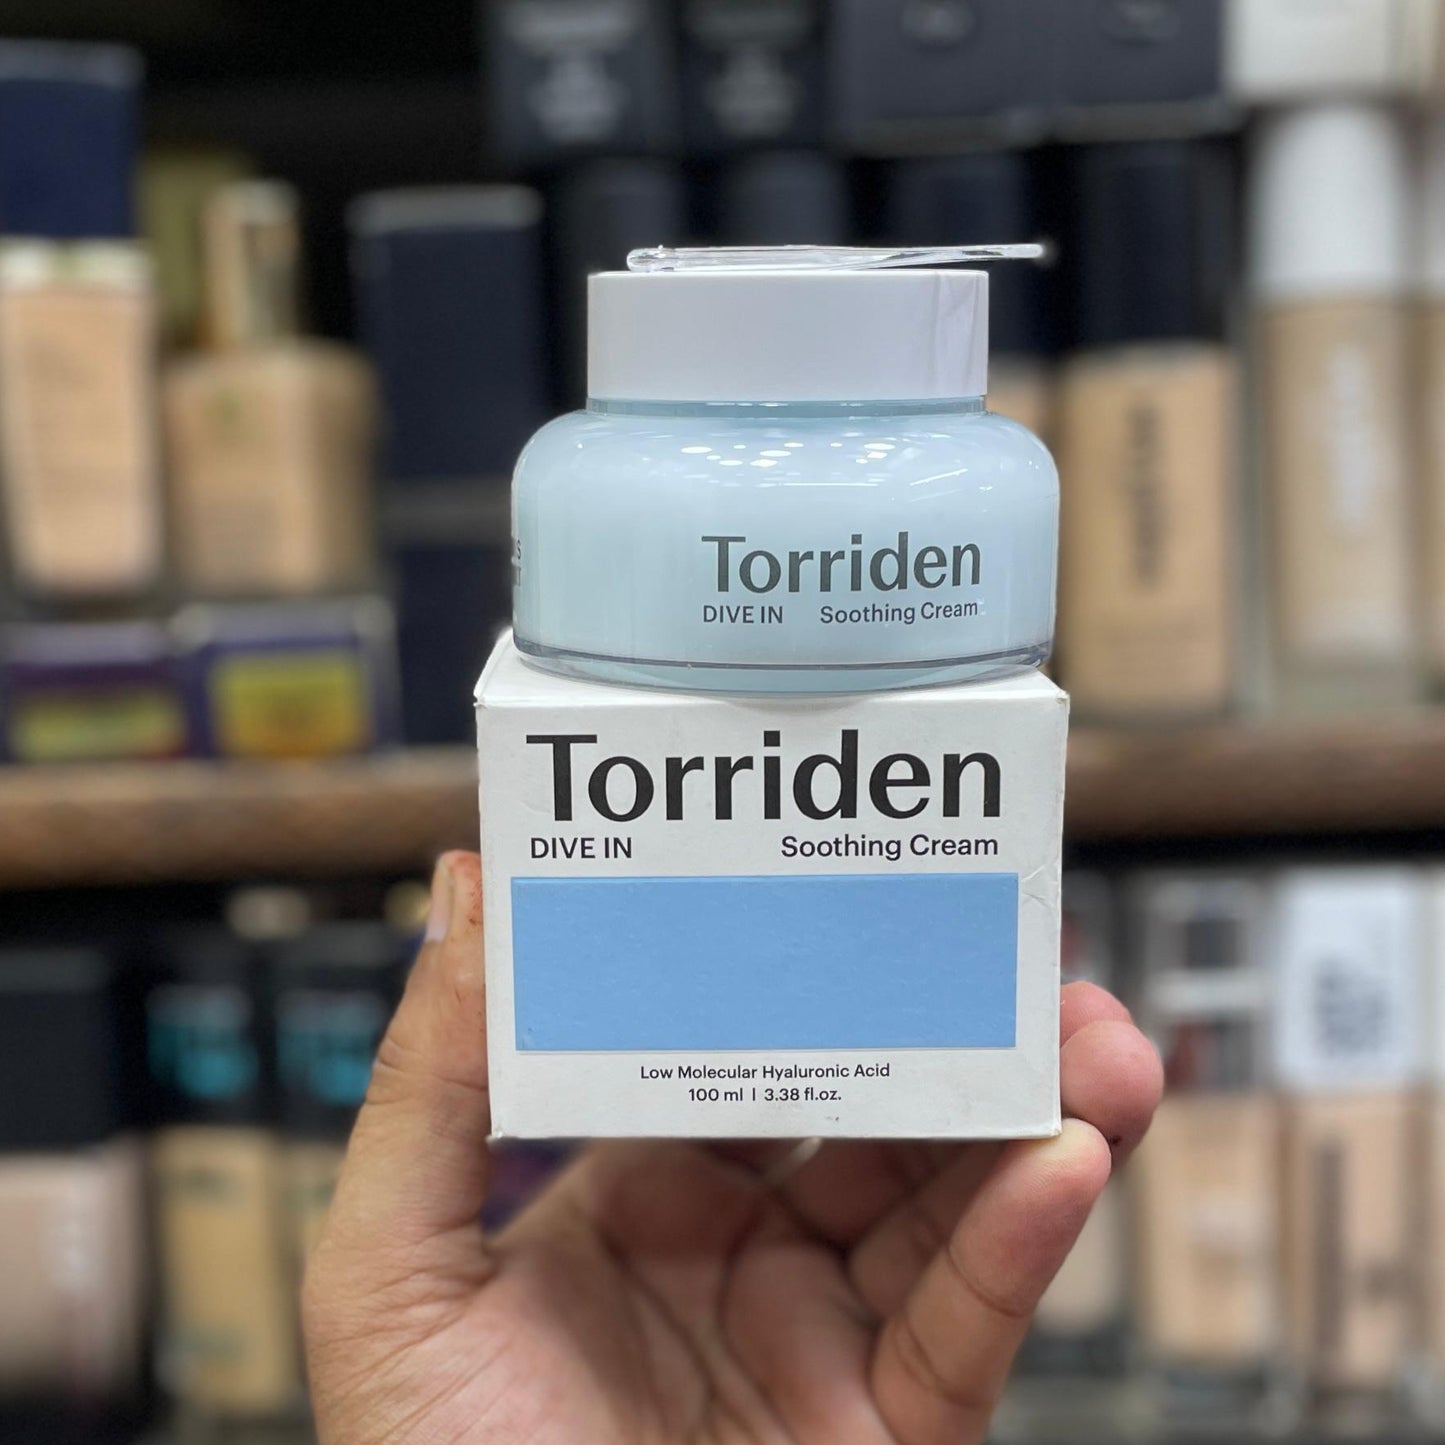 Torriden
DIVE IN Soothing Cream
Torriden
DIVE IN Soothing Cream
Low Molecular Hyaluronic Acid
100 ml | 3.38 fl.oz.